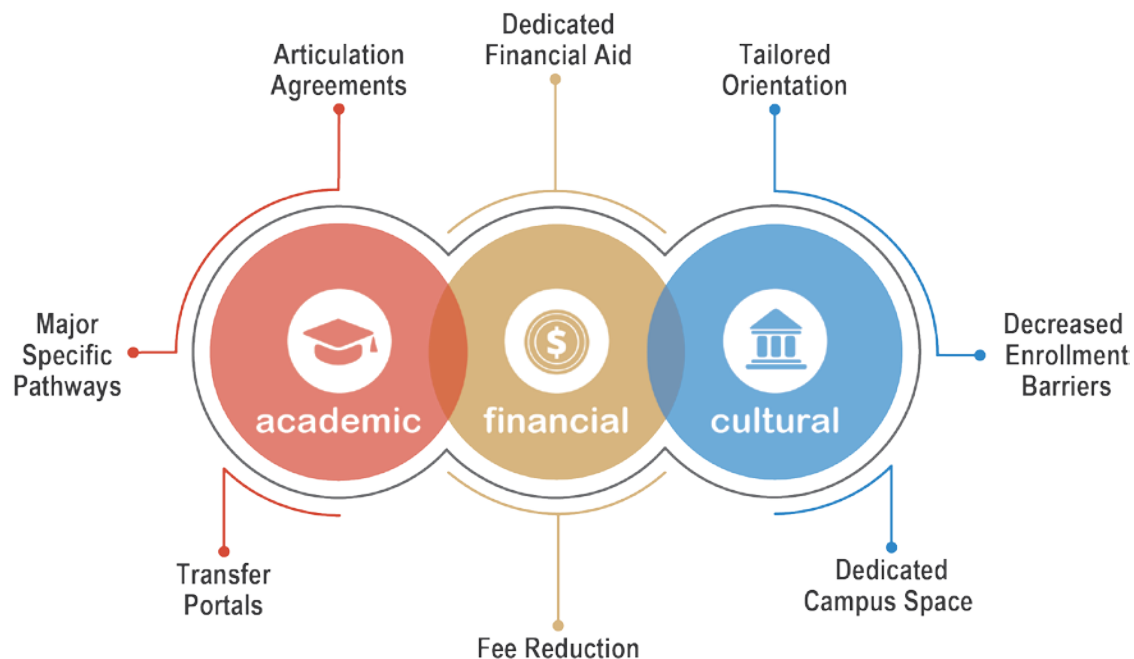 Dedicated
Financial Aid
Articulation
Agreements
Tailored
Orientation
Major
Specific
Pathways
Decreased
Enrollment
Barriers
$
academic
financial
cultural
Transfer
Portals
Dedicated
Campus Space
Fee Reduction